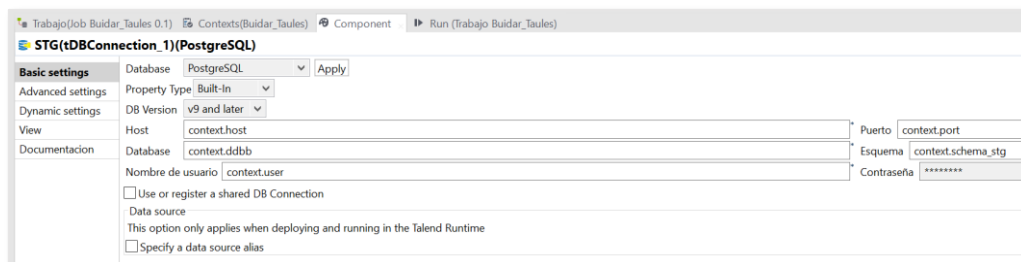 Trabajo(Job Buidar_Taules 0.1) Contexts(Buidar_Taules) Component Run (Trabajo Buidar_Taules)
STG(tDBConnection_1)(PostgreSQL)
Basic settings
Advanced settings
Dynamic settings
View
Documentacion
Database PostgreSQL Apply
Property Type Built-In
DB Version v9 and later
Host context.host * Puerto context.port
Database context.ddbb * Esquema context.schema_stg
Nombre de usuario context.user * Contraseña ********
Use or register a shared DB Connection
Data source
This option only applies when deploying and running in the Talend Runtime
Specify a data source alias